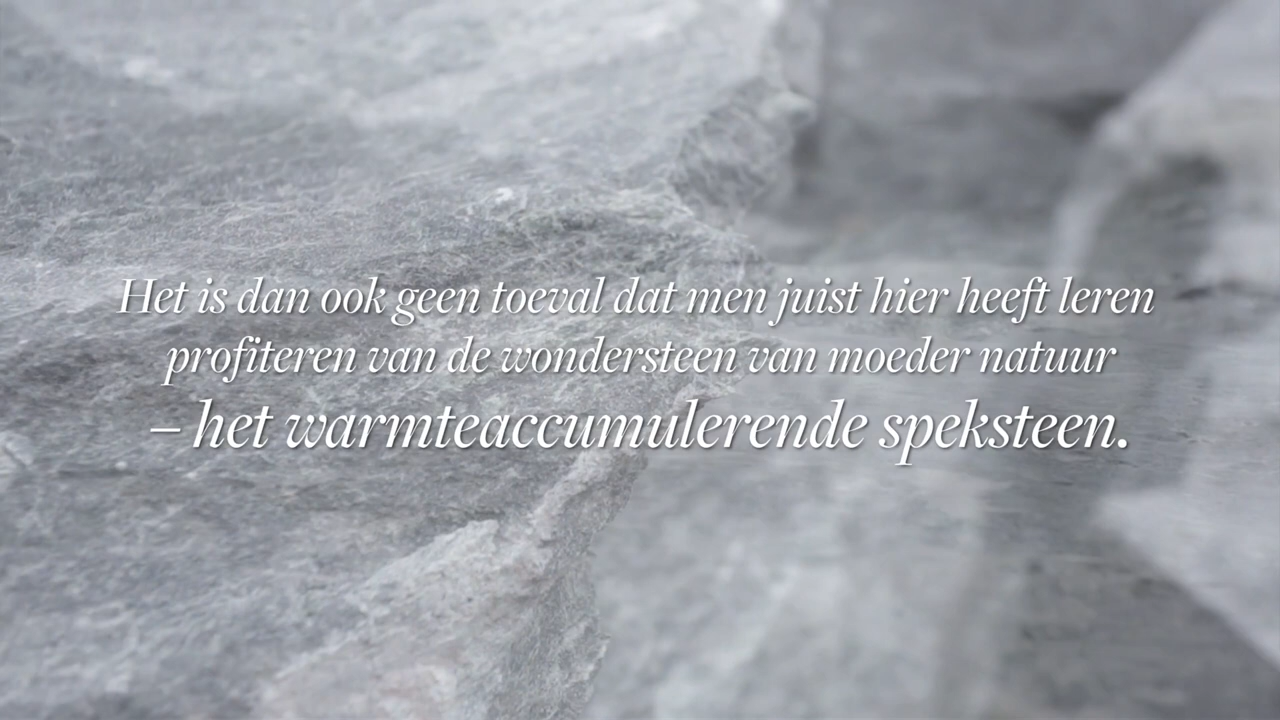 Het is dan ook geen toeval dat men juist hier heeft leren
profiteren van de wondersteen van moeder natuur
– het warmteaccumulerende speksteen.